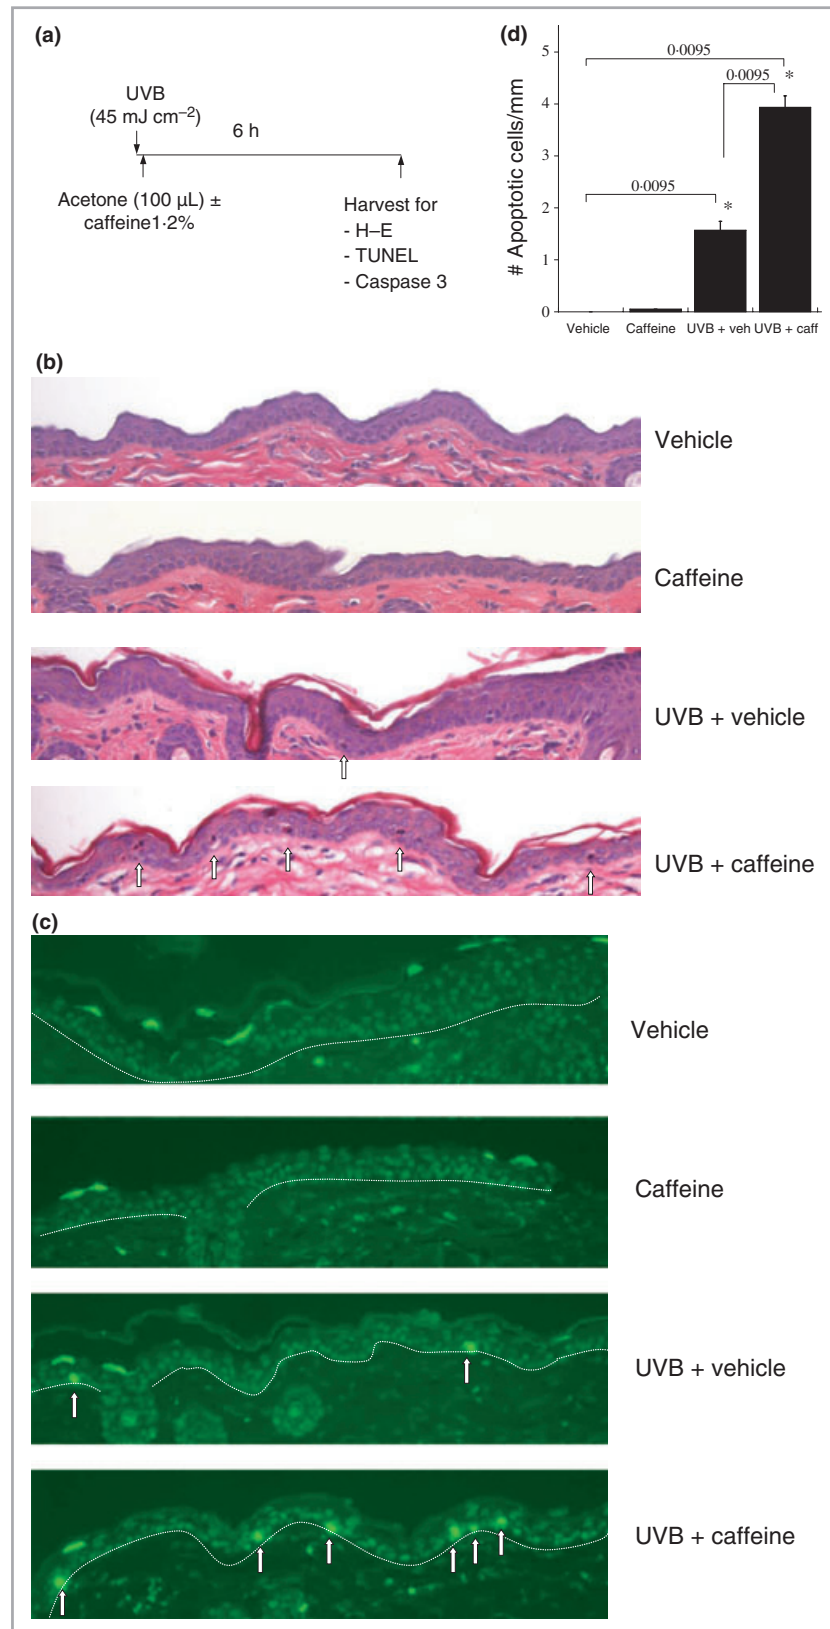 (a)
UVB
(45 mJ cm–2)
6 h
Acetone (100 µL) ±
caffeine1·2%
Harvest for
- H–E
- TUNEL
- Caspase 3
(d)
# Apoptotic cells/mm
5
4
3
2
1
0
0·0095
0·0095
*
0·0095
*
Vehicle
Caffeine
UVB + veh
UVB + caff
(b)
Vehicle
Caffeine
UVB + vehicle
UVB + caffeine
(c)
Vehicle
Caffeine
UVB + vehicle
UVB + caffeine